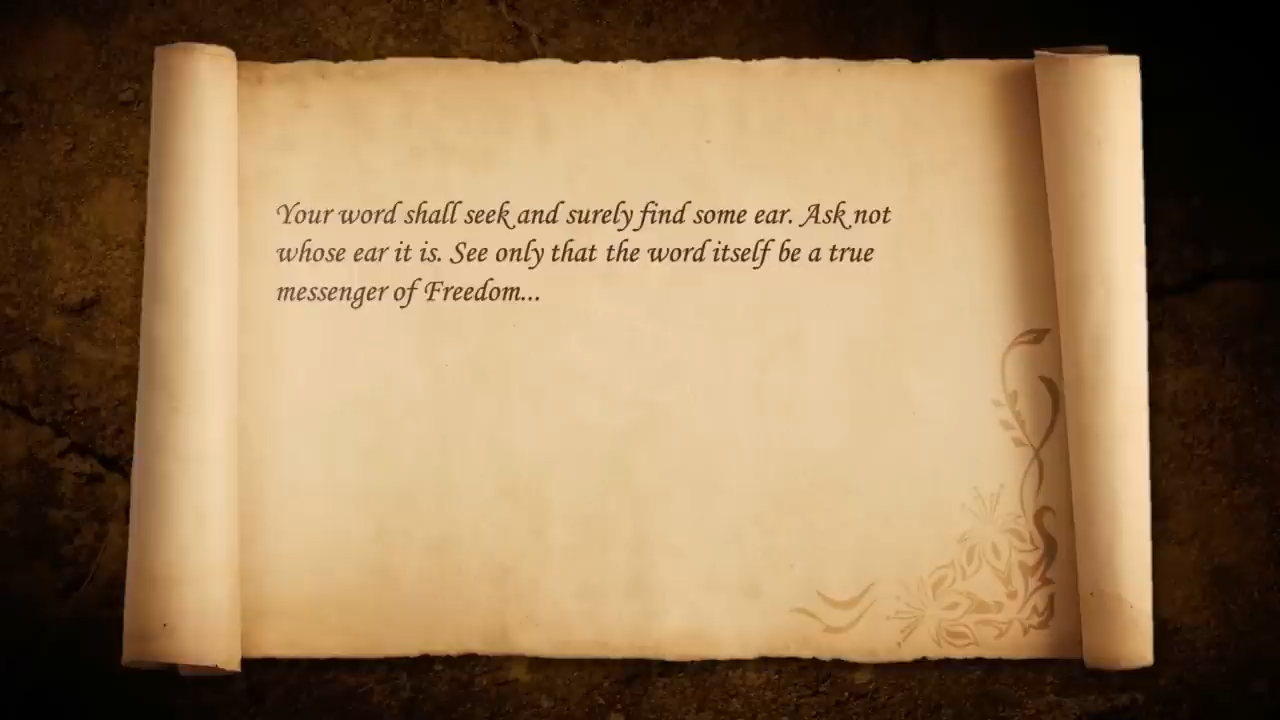 Your word shall seek and surely find some ear. Ask not
whose ear it is. See only that the word itself be a true
messenger of Freedom...